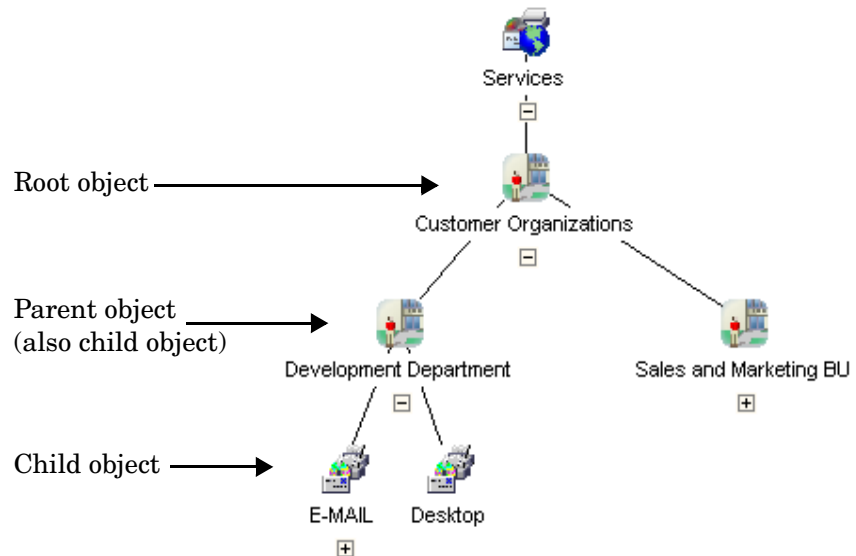 Services
Root object
Customer Organizations
Parent object
(also child object)
Development Department
Sales and Marketing BU
Child object
E-MAIL
Desktop